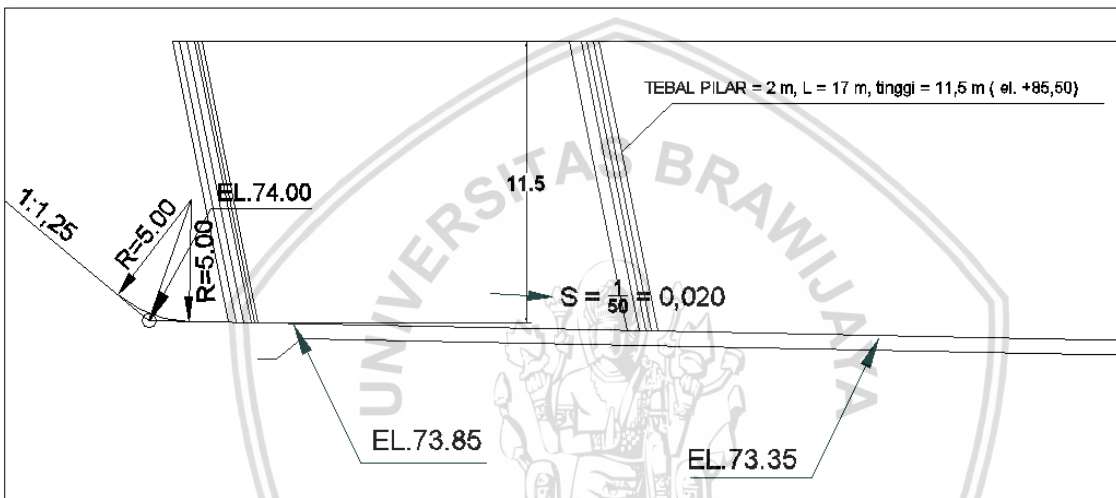 TEBAL PILAR = 2 m, L = 17 m, tinggi = 11,5 m ( el. +85,50)
1:1,25
R=5.00
EL.74.00
R=5.00
11.5
S = 1/50 = 0,020
EL.73.85
EL.73.35
UNIVERSITAS BRAWIJAYA